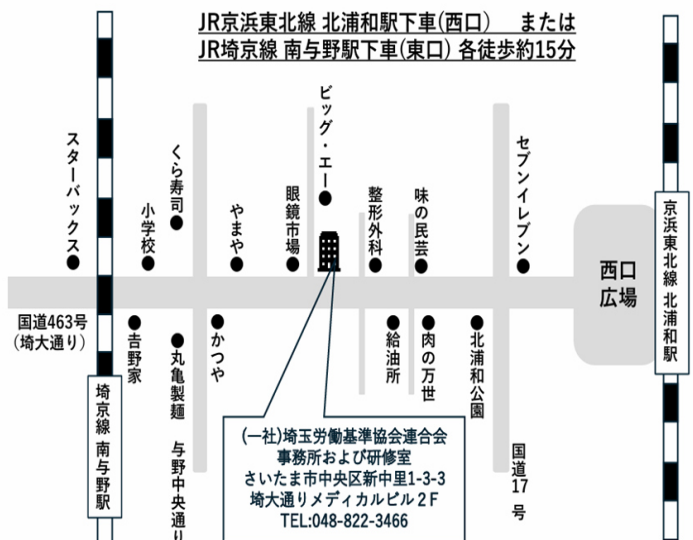 JR京浜東北線 北浦和駅下車(西口)　または
JR埼京線 南与野駅下車(東口) 各徒歩約15分
スターバックス
小学校
くら寿司
やまや
眼鏡市場
ビッグ・エー
整形外科
味の民芸
セブンイレブン
西口
広場
京浜東北線 北浦和駅
国道463号
（埼大通り）
吉野家
丸亀製麺
かつや
給油所
肉の万世
北浦和公園
埼京線 南与野駅
与野中央通り
国道17号
(一社)埼玉労働基準協会連合会
事務所および研修室
さいたま市中央区新中里1-3-3
埼大通りメディカルビル２F
TEL:048-822-3466